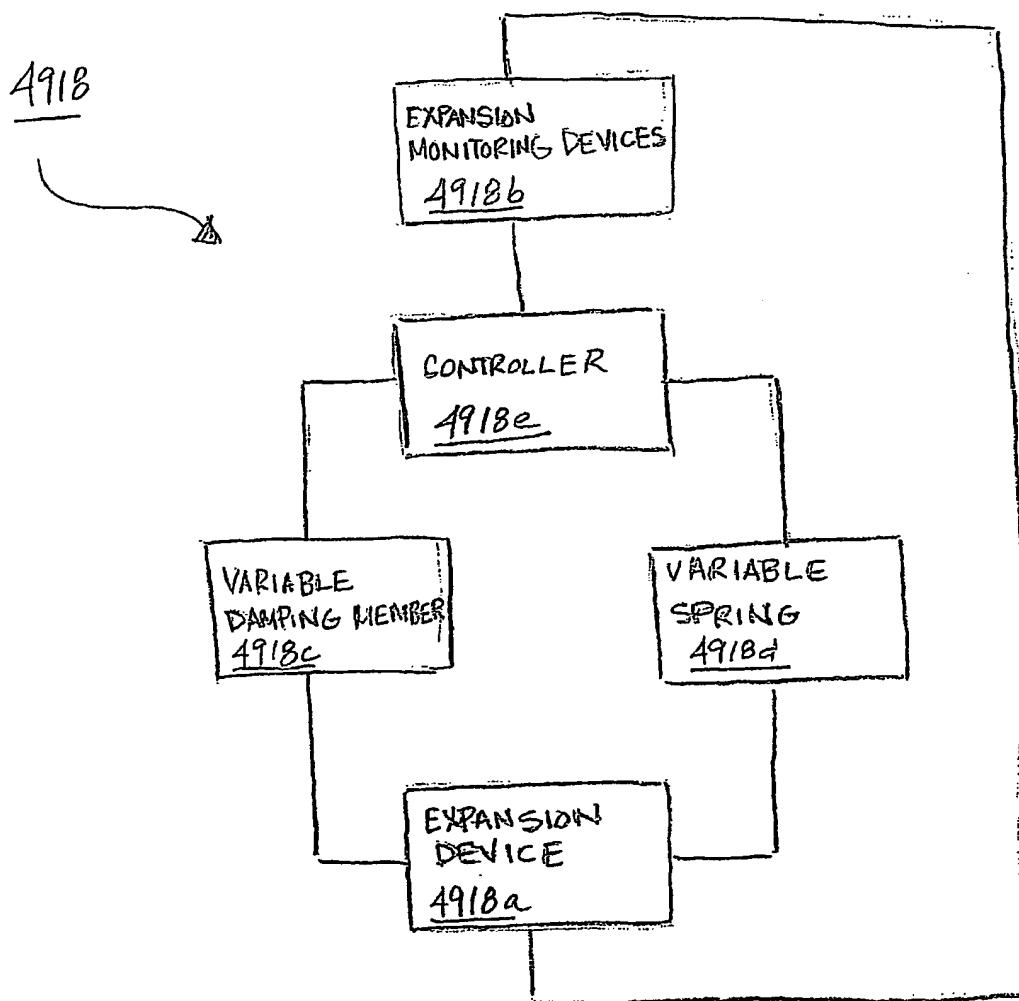 4918
EXPANSION
MONITORING DEVICES
4918b
CONTROLLER
4918e
VARIABLE
DAMPING MEMBER
4918c
VARIABLE
SPRING
4918d
EXPANSION
DEVICE
4918a